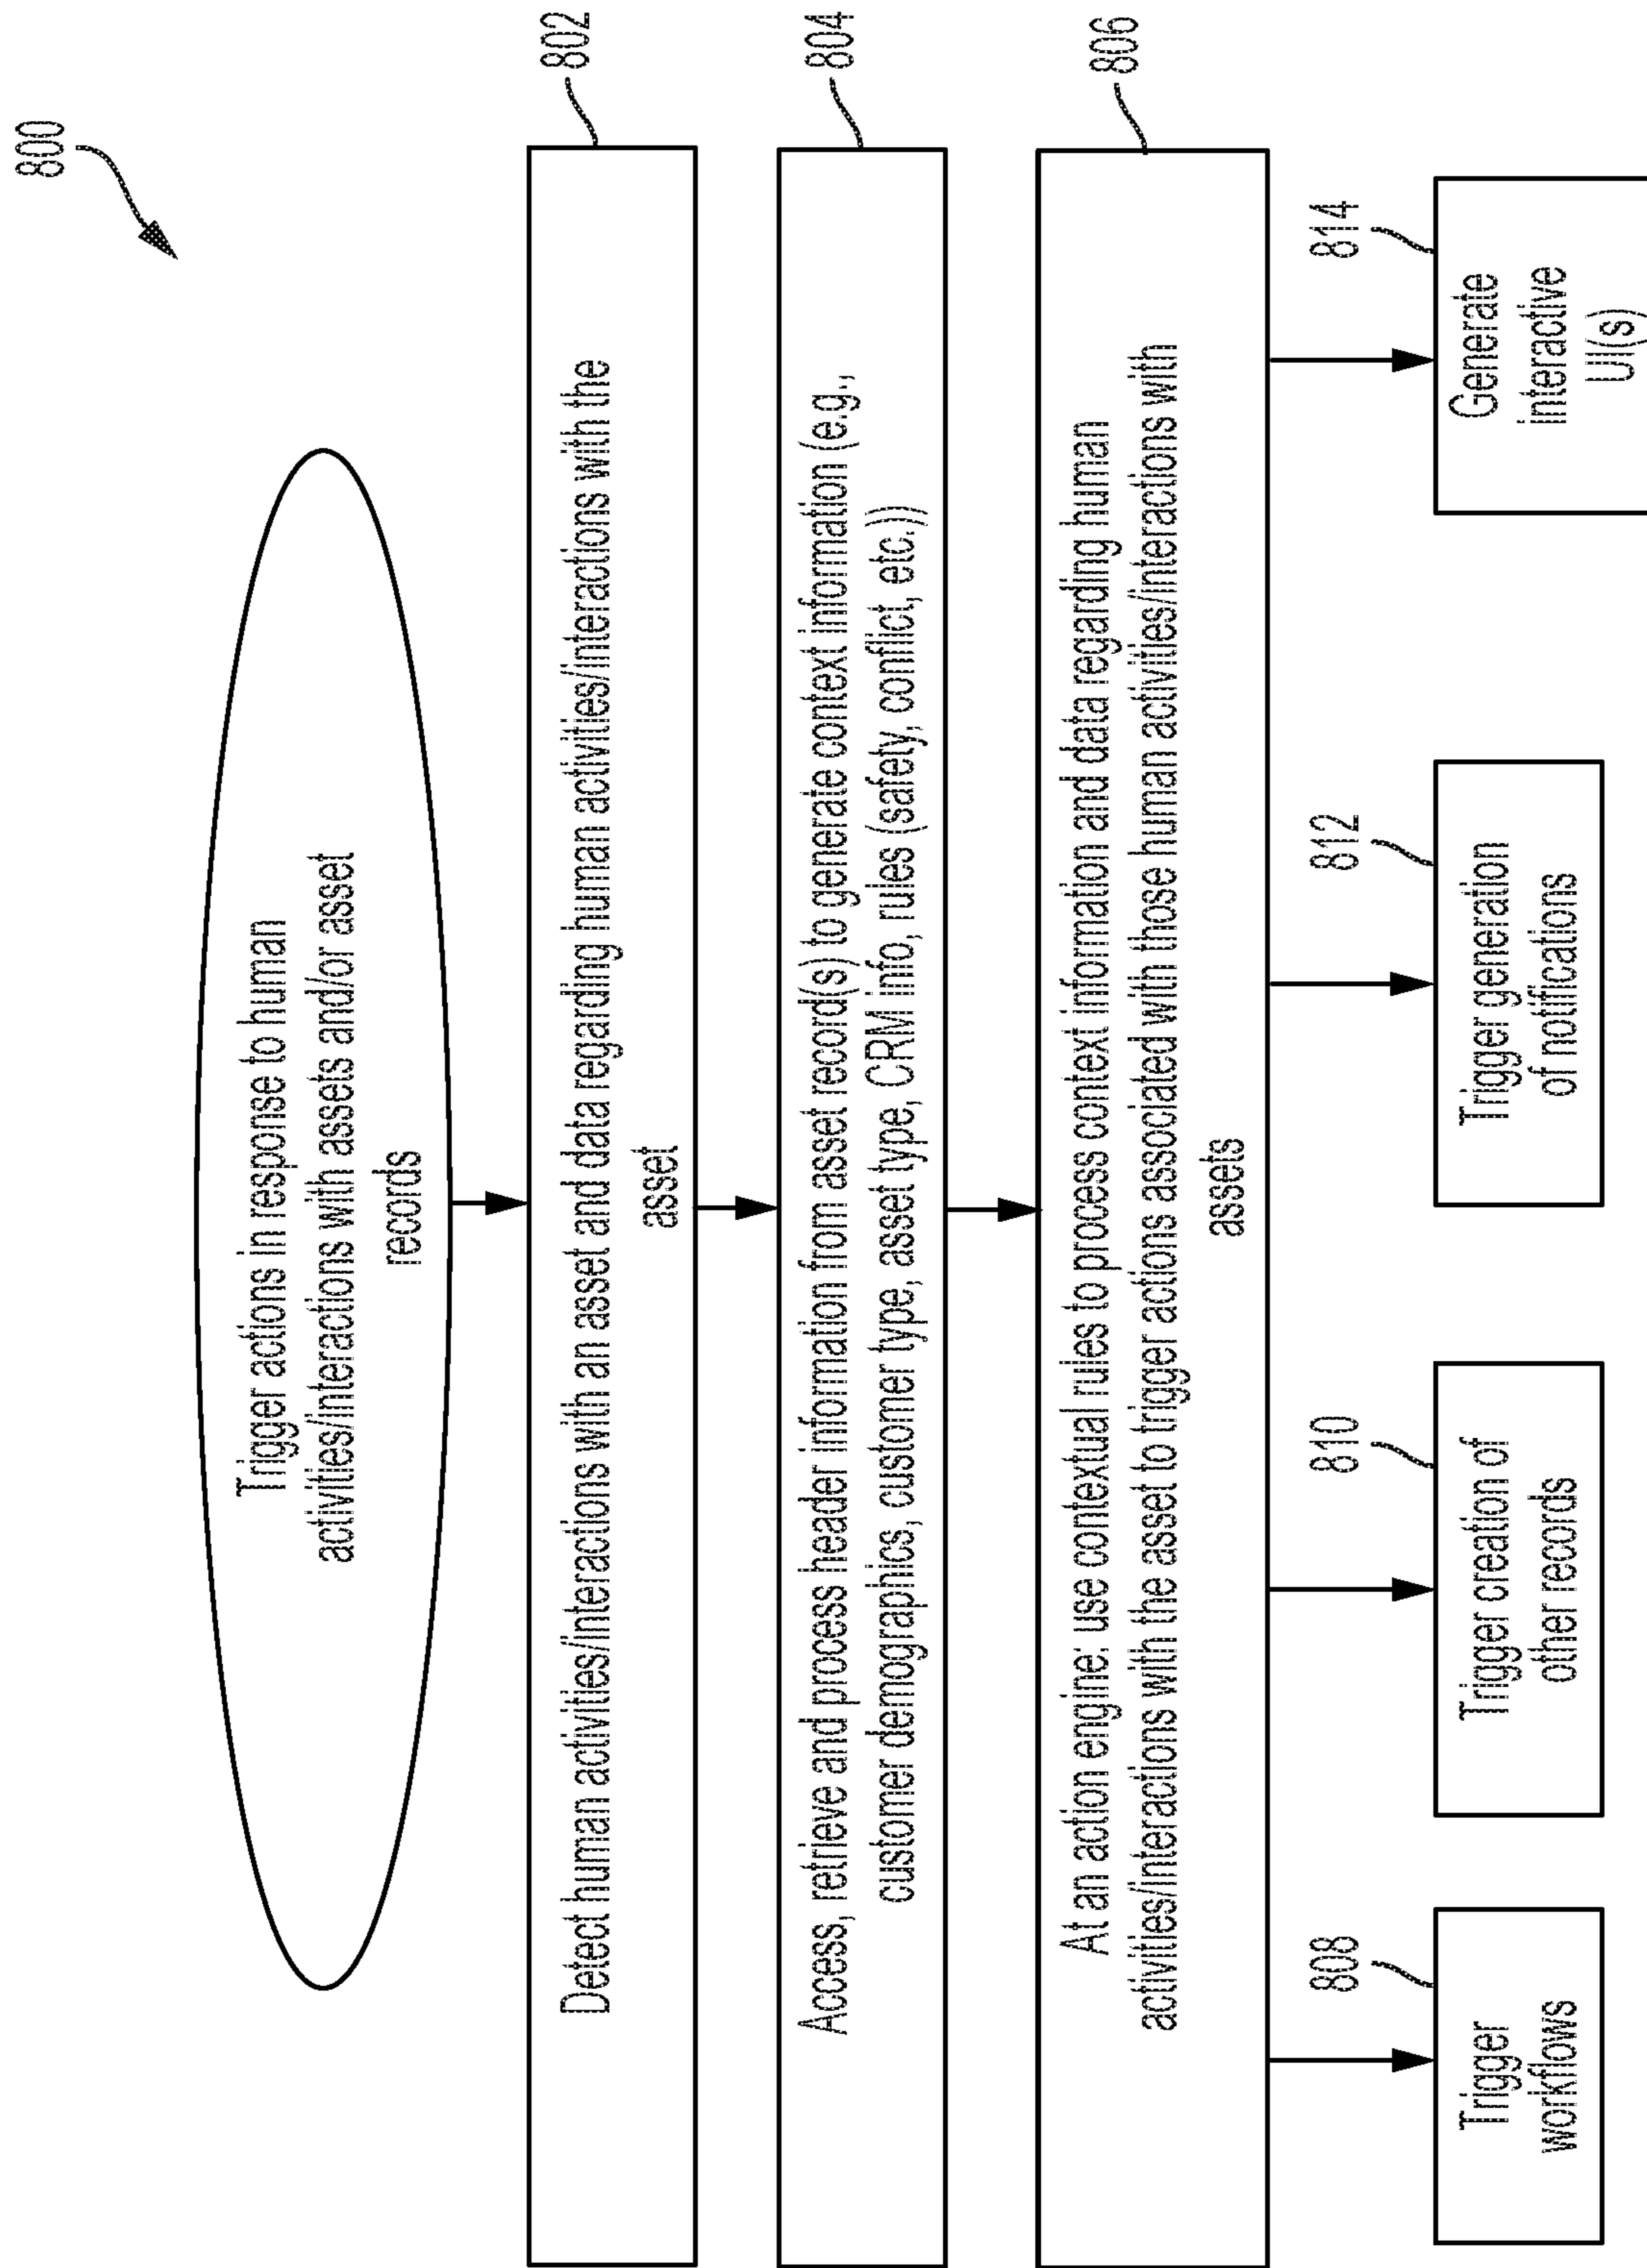 800
Trigger actions in response to human
activities/interactions with assets and/or asset
records
802
Detect human activities/interactions with an asset and data regarding human activities/interactions with the
asset
804
Access, retrieve and process header information from asset record(s) to generate context information (e.g.,
customer demographics, customer type, asset type, CRM info, rules (safety, conflict, etc.))
806
At an action engine: use contextual rules to process context information and data regarding human
activities/interactions with the asset to trigger actions associated with those human activities/interactions with
assets
808
Trigger
workflows
810
Trigger creation of
other records
812
Trigger generation
of notifications
814
Generate
interactive
UI(s)